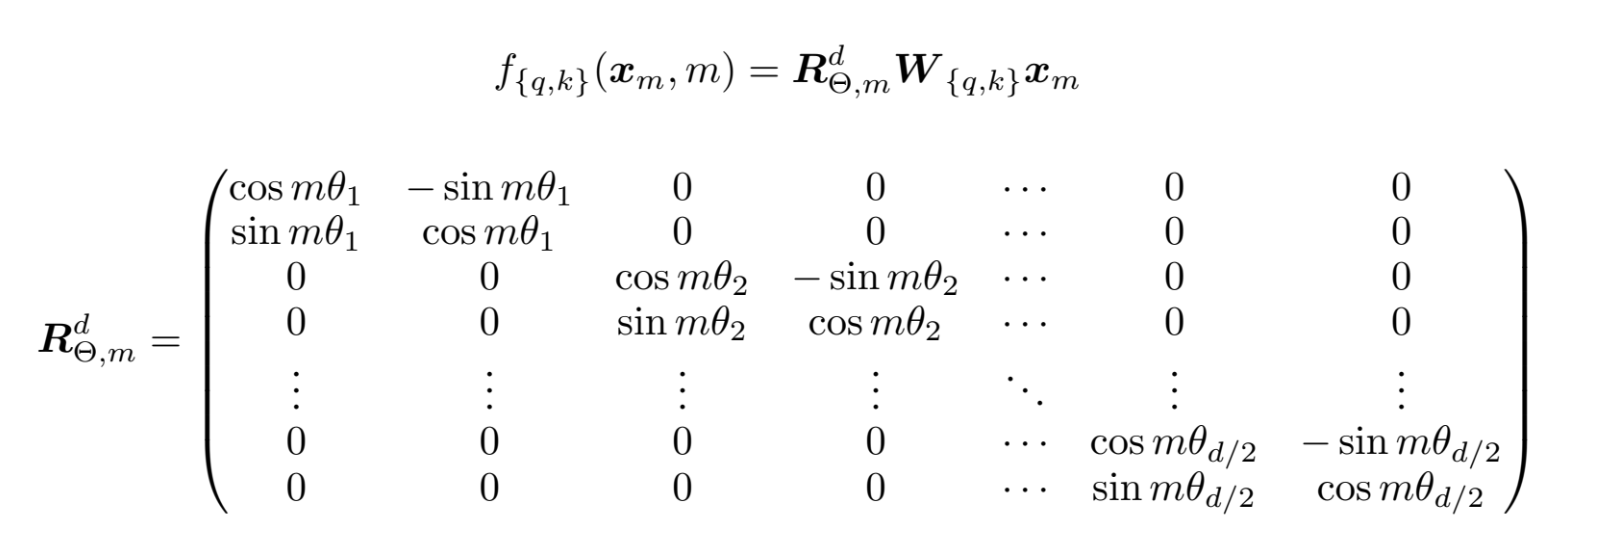 f_{\{q,k\}}(\boldsymbol{x}_m, m) = \boldsymbol{R}^d_{\Theta,m} \boldsymbol{W}_{\{q,k\}} \boldsymbol{x}_m
\boldsymbol{R}^d_{\Theta,m} = \begin{pmatrix}
\cos m\theta_1 & -\sin m\theta_1 & 0 & 0 & \cdots & 0 & 0 \\
\sin m\theta_1 & \cos m\theta_1 & 0 & 0 & \cdots & 0 & 0 \\
0 & 0 & \cos m\theta_2 & -\sin m\theta_2 & \cdots & 0 & 0 \\
0 & 0 & \sin m\theta_2 & \cos m\theta_2 & \cdots & 0 & 0 \\
\vdots & \vdots & \vdots & \vdots & \ddots & \vdots & \vdots \\
0 & 0 & 0 & 0 & \cdots & \cos m\theta_{d/2} & -\sin m\theta_{d/2} \\
0 & 0 & 0 & 0 & \cdots & \sin m\theta_{d/2} & \cos m\theta_{d/2}
\end{pmatrix}